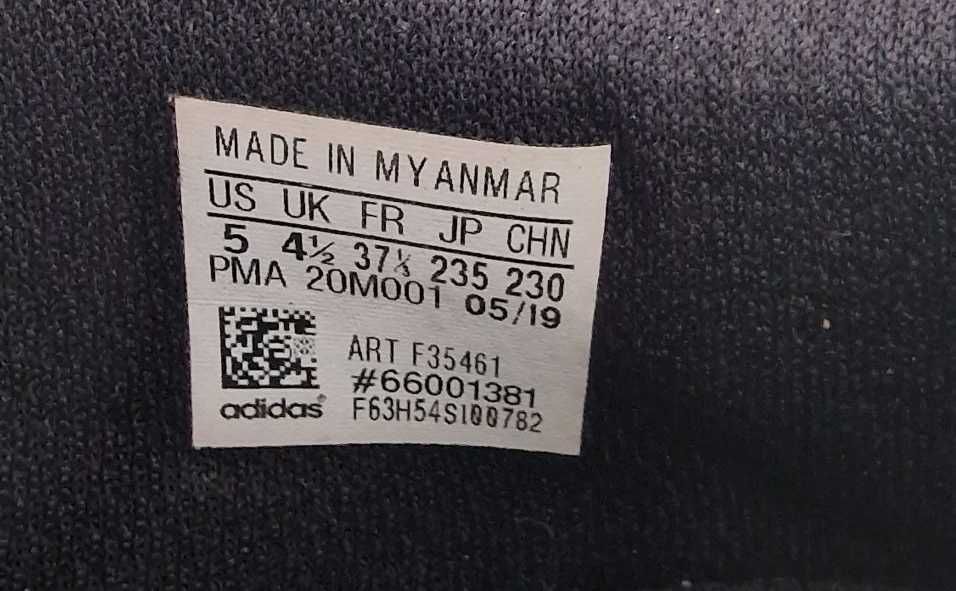 MADE IN MYANMAR
US UK FR JP CHN
5 4½ 37⅓ 235 230
PMA 20M001 05/19
ART F35461
#66001381
adidas® F63H54S100782